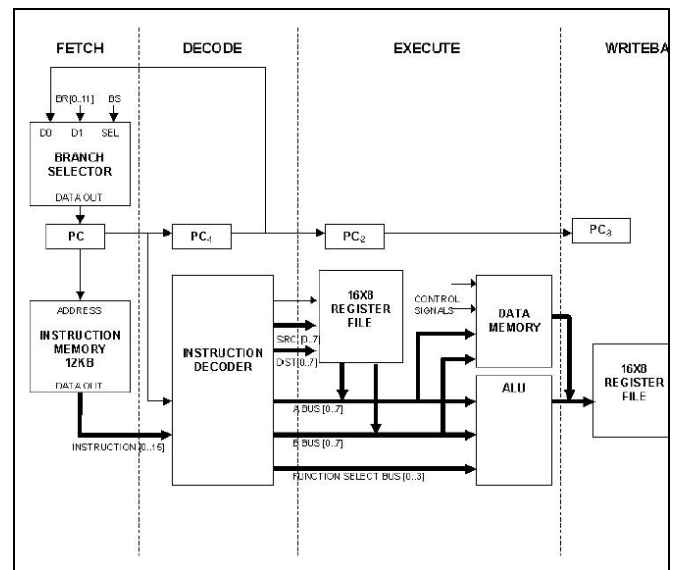 FETCH
DECODE
EXECUTE
WRITEBA
BR[0..11]
BS
D0
D1
SEL
BRANCH
SELECTOR
DATA OUT
PC
PC₁
PC₂
PC₃
ADDRESS
INSTRUCTION
MEMORY
12KB
DATA OUT
INSTRUCTION [0..15]
INSTRUCTION
DECODER
16X8
REGISTER
FILE
SRC [0..7]
DIST [0..7]
CONTROL
SIGNALS
DATA
MEMORY
ALU
A BUS [0..7]
B BUS [0..7]
FUNCTION SELECT BUS [0..3]
16X8
REGISTER
FILE